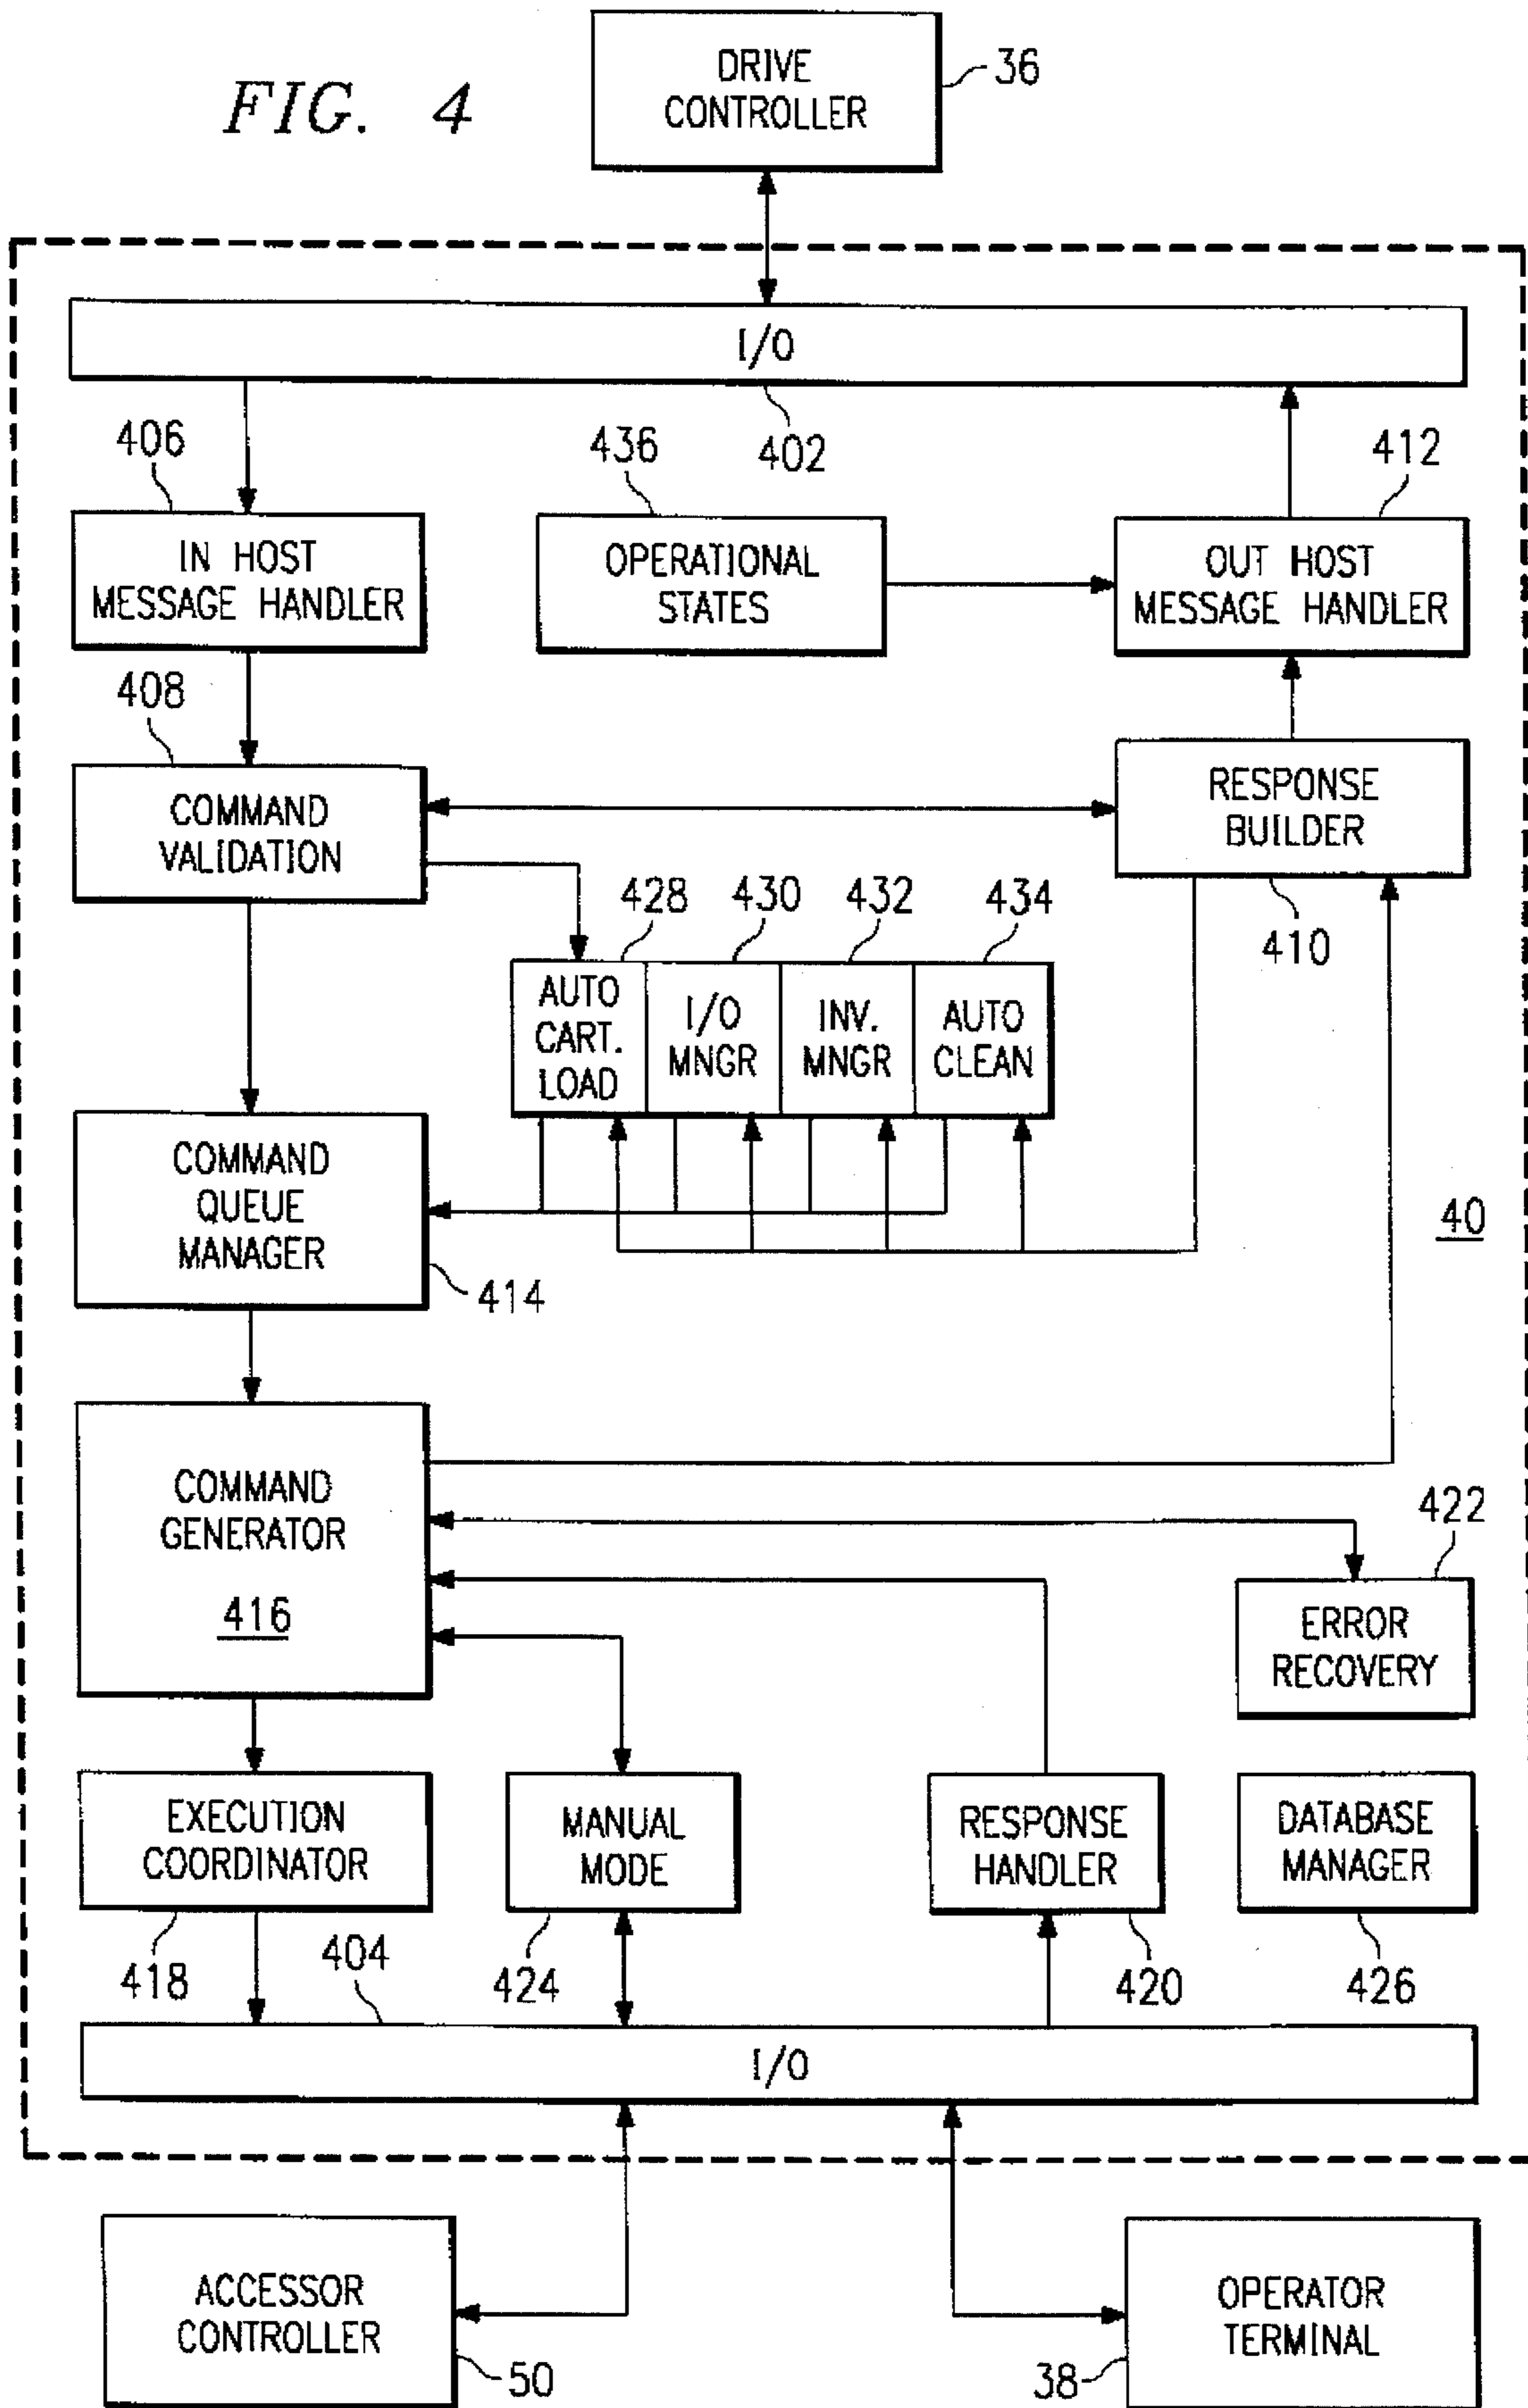 FIG. 4
DRIVE
CONTROLLER
36
I/O
402
406
436
412
IN HOST
MESSAGE HANDLER
OPERATIONAL
STATES
OUT HOST
MESSAGE HANDLER
408
COMMAND
VALIDATION
RESPONSE
BUILDER
410
428
430
432
434
AUTO
CART.
LOAD
I/O
MNGR
INV.
MNGR
AUTO
CLEAN
COMMAND
QUEUE
MANAGER
414
40
COMMAND
GENERATOR
416
422
ERROR
RECOVERY
EXECUTION
COORDINATOR
MANUAL
MODE
RESPONSE
HANDLER
DATABASE
MANAGER
418
404
424
420
426
I/O
ACCESSOR
CONTROLLER
50
OPERATOR
TERMINAL
38